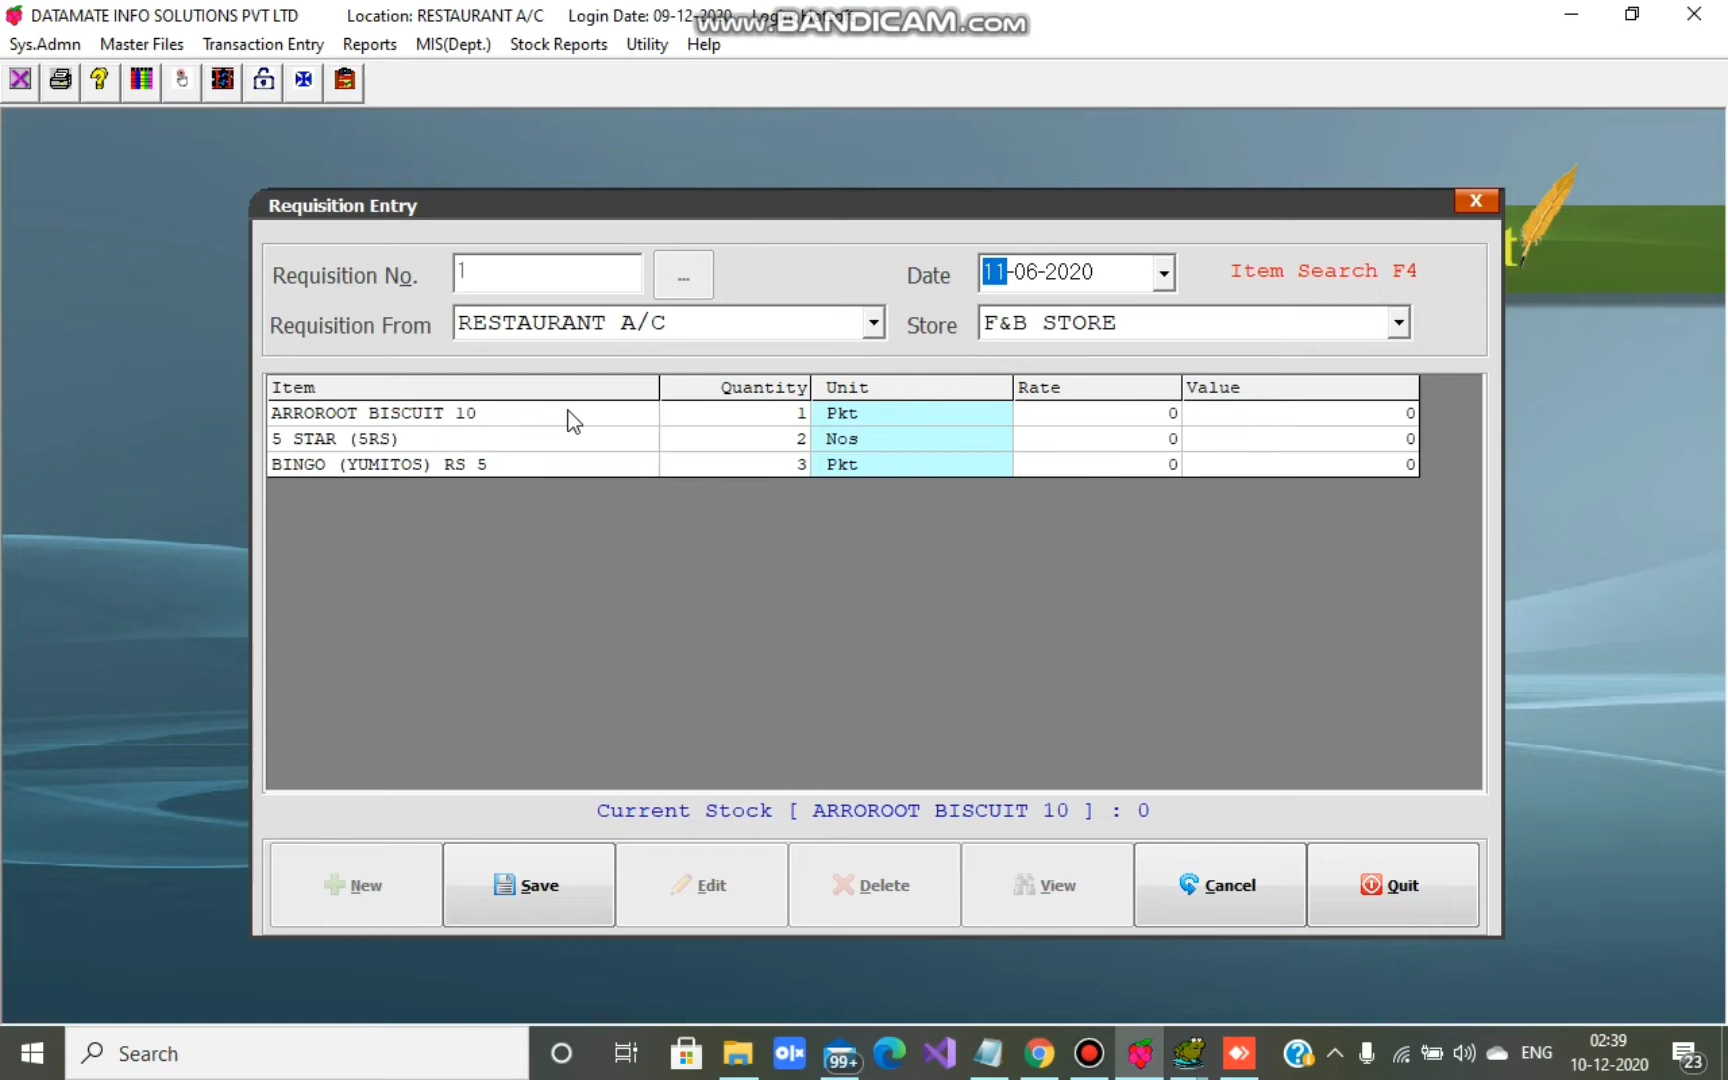 DATAMATE INFO SOLUTIONS PVT LTD Location: RESTAURANT A/C Login Date: 09-12-2020
www.BANDICAM.com
Sys.Admn Master Files Transaction Entry Reports MIS(Dept.) Stock Reports Utility Help
Requisition Entry X
Requisition No. 1 ... Date 11-06-2020 Item Search F4
Requisition From RESTAURANT A/C Store F&B STORE
Item Quantity Unit Rate Value
ARROROOT BISCUIT 10 1 Pkt 0 0
5 STAR (5RS) 2 Nos 0 0
BINGO (YUMITOS) RS 5 3 Pkt 0 0
Current Stock [ ARROROOT BISCUIT 10 ] : 0
New Save Edit Delete View Cancel Quit
Search olx 99+ ENG 02:39
10-12-2020 23